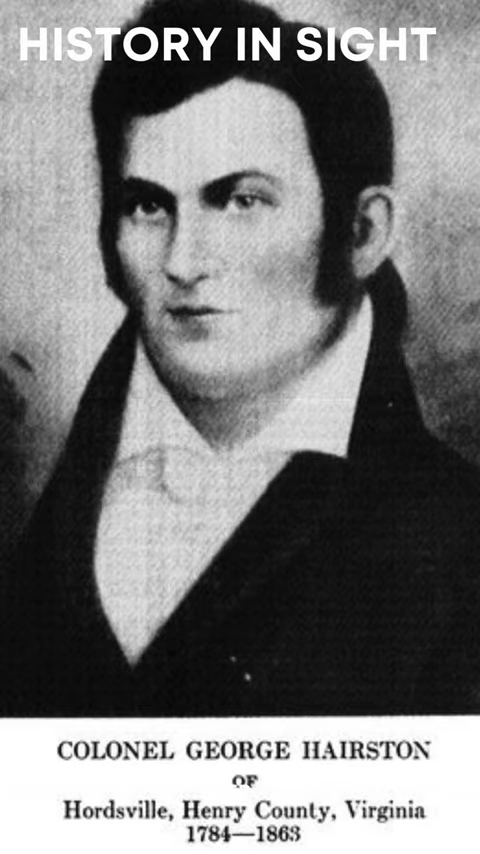 HISTORY IN SIGHT
COLONEL GEORGE HAIRSTON
OF
Hordsville, Henry County, Virginia
1784—1863